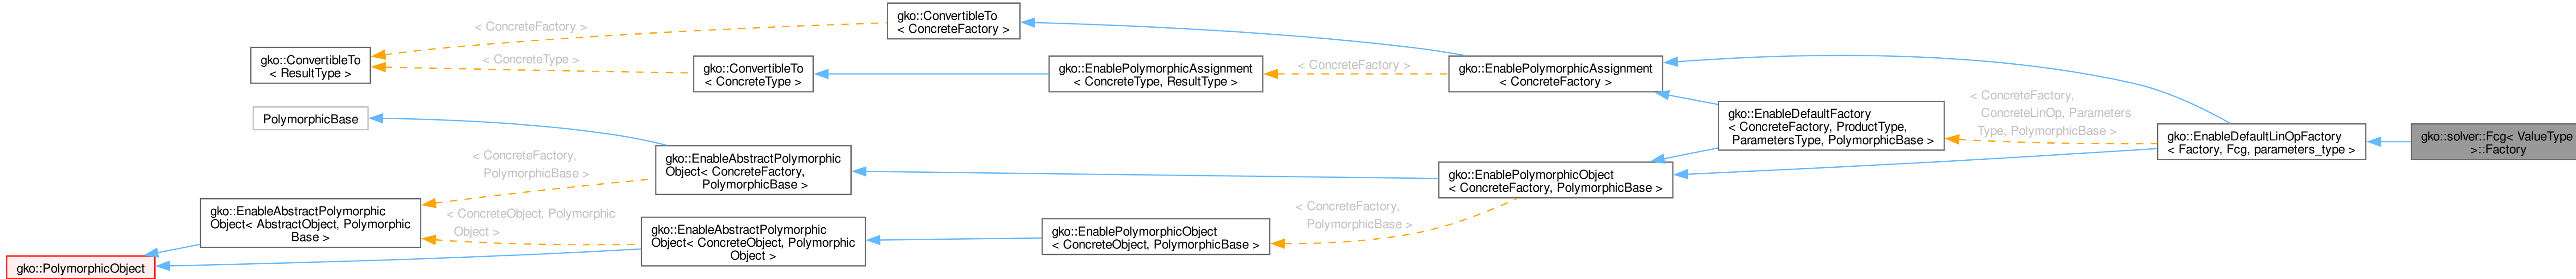 gko::ConvertibleTo
< ConcreteFactory >
< ConcreteFactory >
gko::ConvertibleTo
< ResultType >
< ConcreteType >
gko::ConvertibleTo
< ConcreteType >
gko::EnablePolymorphicAssignment
< ConcreteType, ResultType >
< ConcreteFactory >
gko::EnablePolymorphicAssignment
< ConcreteFactory >
PolymorphicBase
gko::EnableDefaultFactory
< ConcreteFactory, ProductType,
ParametersType, PolymorphicBase >
< ConcreteFactory,
ConcreteLinOp, Parameters
Type, PolymorphicBase >
gko::EnableDefaultLinOpFactory
< Factory, Fcg, parameters_type >
gko::solver::Fcg< ValueType
>::Factory
< ConcreteFactory,
PolymorphicBase >
gko::EnableAbstractPolymorphic
Object< ConcreteFactory,
PolymorphicBase >
gko::EnablePolymorphicObject
< ConcreteFactory, PolymorphicBase >
gko::EnableAbstractPolymorphic
Object< AbstractObject, Polymorphic
Base >
< ConcreteObject, Polymorphic
Object >
gko::EnableAbstractPolymorphic
Object< ConcreteObject, Polymorphic
Object >
gko::EnablePolymorphicObject
< ConcreteObject, PolymorphicBase >
< ConcreteFactory,
PolymorphicBase >
gko::PolymorphicObject